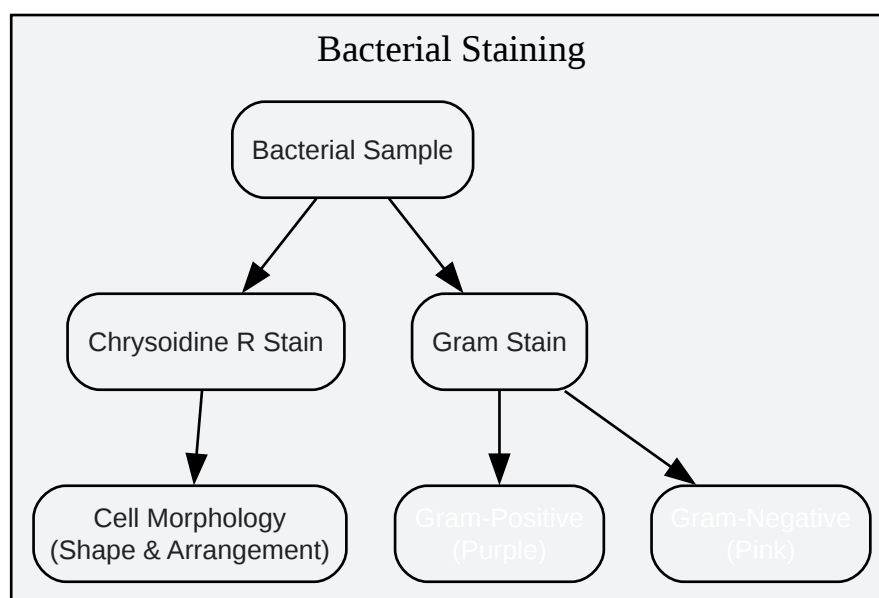 Bacterial Staining
Bacterial Sample
Chrysoidine R Stain
Gram Stain
Cell Morphology
(Shape & Arrangement)
Gram-Positive
(Purple)
Gram-Negative
(Pink)